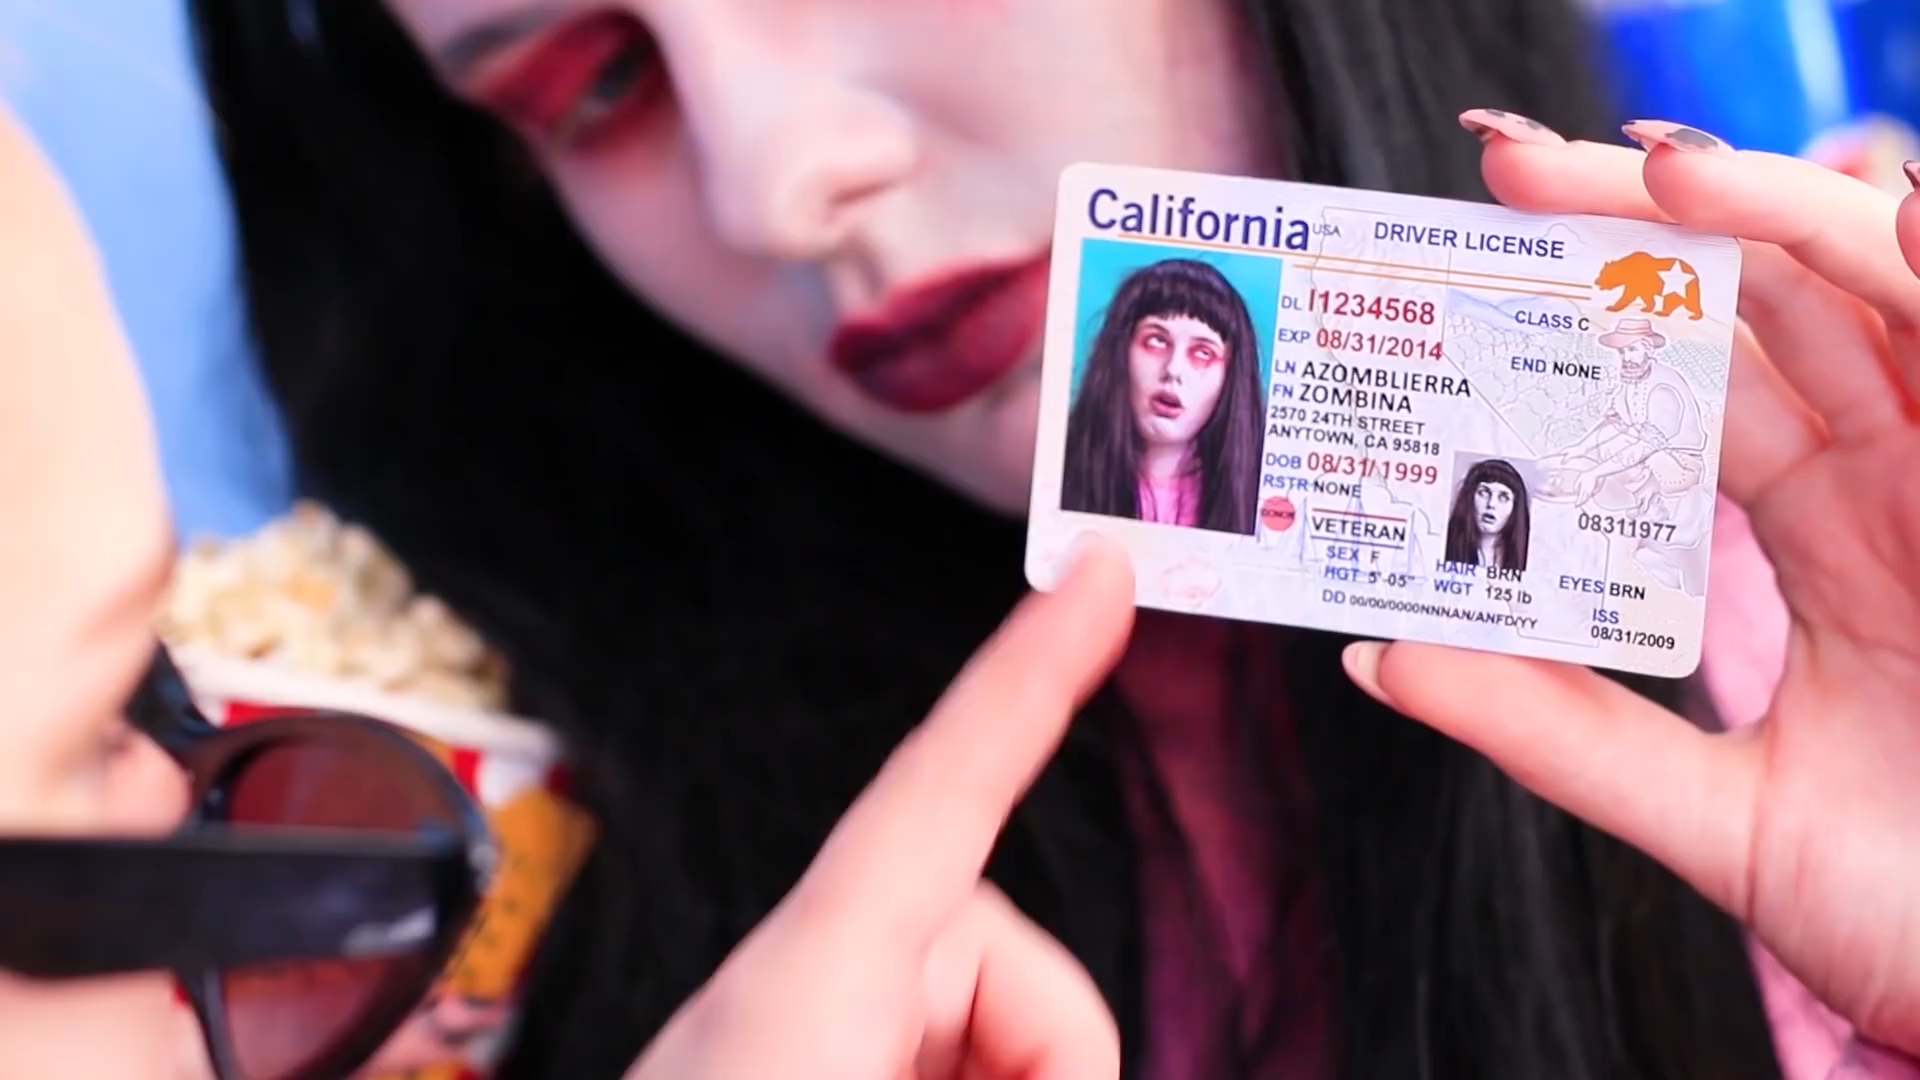 California USA DRIVER LICENSE
DL I1234568
CLASS C
EXP 08/31/2014
END NONE
LN AZOMBLIERRA
FN ZOMBINA
2570 24TH STREET
ANYTOWN, CA 95818
DOB 08/31/1999
RSTR NONE
08311977
DONOR
VETERAN
SEX F
HAIR BRN
EYES BRN
HGT 5'-05"
WGT 125 lb
ISS
DD 00/00/0000NNNAN/ANFD/YY
08/31/2009